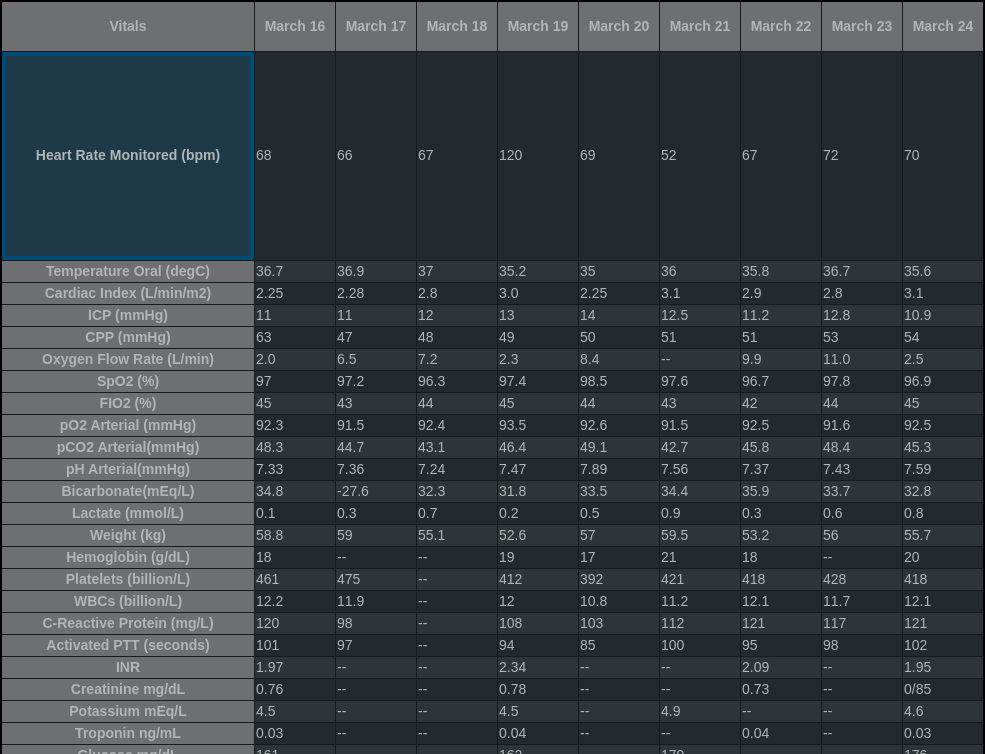 Vitals March 16 March 17 March 18 March 19 March 20 March 21 March 22 March 23 March 24
Heart Rate Monitored (bpm) 68 66 67 120 69 52 67 72 70
Temperature Oral (degC) 36.7 36.9 37 35.2 35 36 35.8 36.7 35.6
Cardiac Index (L/min/m2) 2.25 2.28 2.8 3.0 2.25 3.1 2.9 2.8 3.1
ICP (mmHg) 11 11 12 13 14 12.5 11.2 12.8 10.9
CPP (mmHg) 63 47 48 49 50 51 51 53 54
Oxygen Flow Rate (L/min) 2.0 6.5 7.2 2.3 8.4 -- 9.9 11.0 2.5
SpO2 (%) 97 97.2 96.3 97.4 98.5 97.6 96.7 97.8 96.9
FIO2 (%) 45 43 44 45 44 43 42 44 45
pO2 Arterial (mmHg) 92.3 91.5 92.4 93.5 92.6 91.5 92.5 91.6 92.5
pCO2 Arterial(mmHg) 48.3 44.7 43.1 46.4 49.1 42.7 45.8 48.4 45.3
pH Arterial(mmHg) 7.33 7.36 7.24 7.47 7.89 7.56 7.37 7.43 7.59
Bicarbonate(mEq/L) 34.8 -27.6 32.3 31.8 33.5 34.4 35.9 33.7 32.8
Lactate (mmol/L) 0.1 0.3 0.7 0.2 0.5 0.9 0.3 0.6 0.8
Weight (kg) 58.8 59 55.1 52.6 57 59.5 53.2 56 55.7
Hemoglobin (g/dL) 18 -- -- 19 17 21 18 -- 20
Platelets (billion/L) 461 475 -- 412 392 421 418 428 418
WBCs (billion/L) 12.2 11.9 -- 12 10.8 11.2 12.1 11.7 12.1
C-Reactive Protein (mg/L) 120 98 -- 108 103 112 121 117 121
Activated PTT (seconds) 101 97 -- 94 85 100 95 98 102
INR 1.97 -- -- 2.34 -- -- 2.09 -- 1.95
Creatinine mg/dL 0.76 -- -- 0.78 -- -- 0.73 -- 0/85
Potassium mEq/L 4.5 -- -- 4.5 -- 4.9 -- -- 4.6
Troponin ng/mL 0.03 -- -- 0.04 -- -- 0.04 -- 0.03